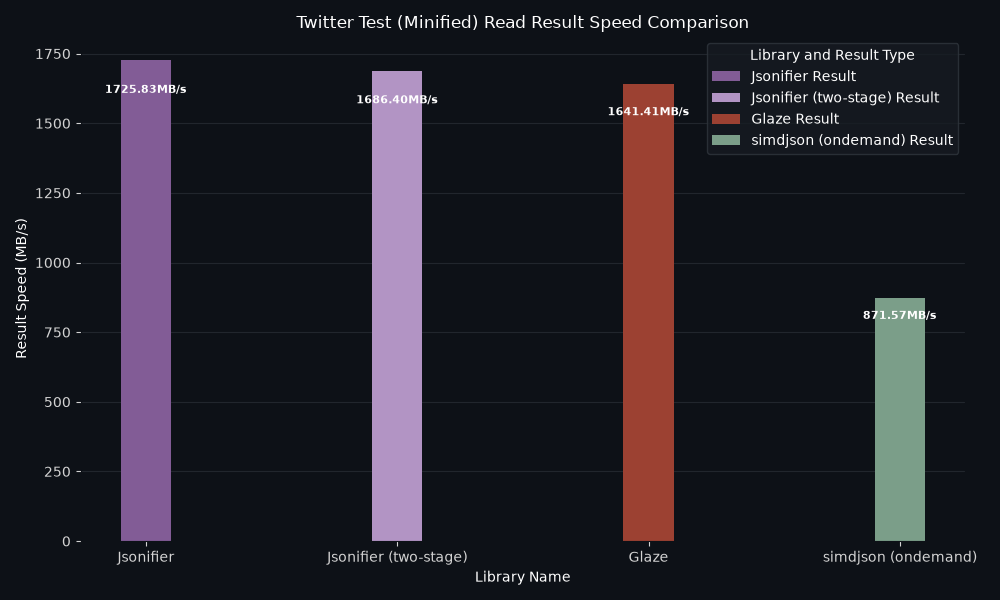 Twitter Test (Minified) Read Result Speed Comparison
Library and Result Type
Jsonifier Result
Jsonifier (two-stage) Result
Glaze Result
simdjson (ondemand) Result
1725.83MB/s
1686.40MB/s
1641.41MB/s
871.57MB/s
Result Speed (MB/s)
1750
1500
1250
1000
750
500
250
0
Jsonifier
Jsonifier (two-stage)
Glaze
simdjson (ondemand)
Library Name